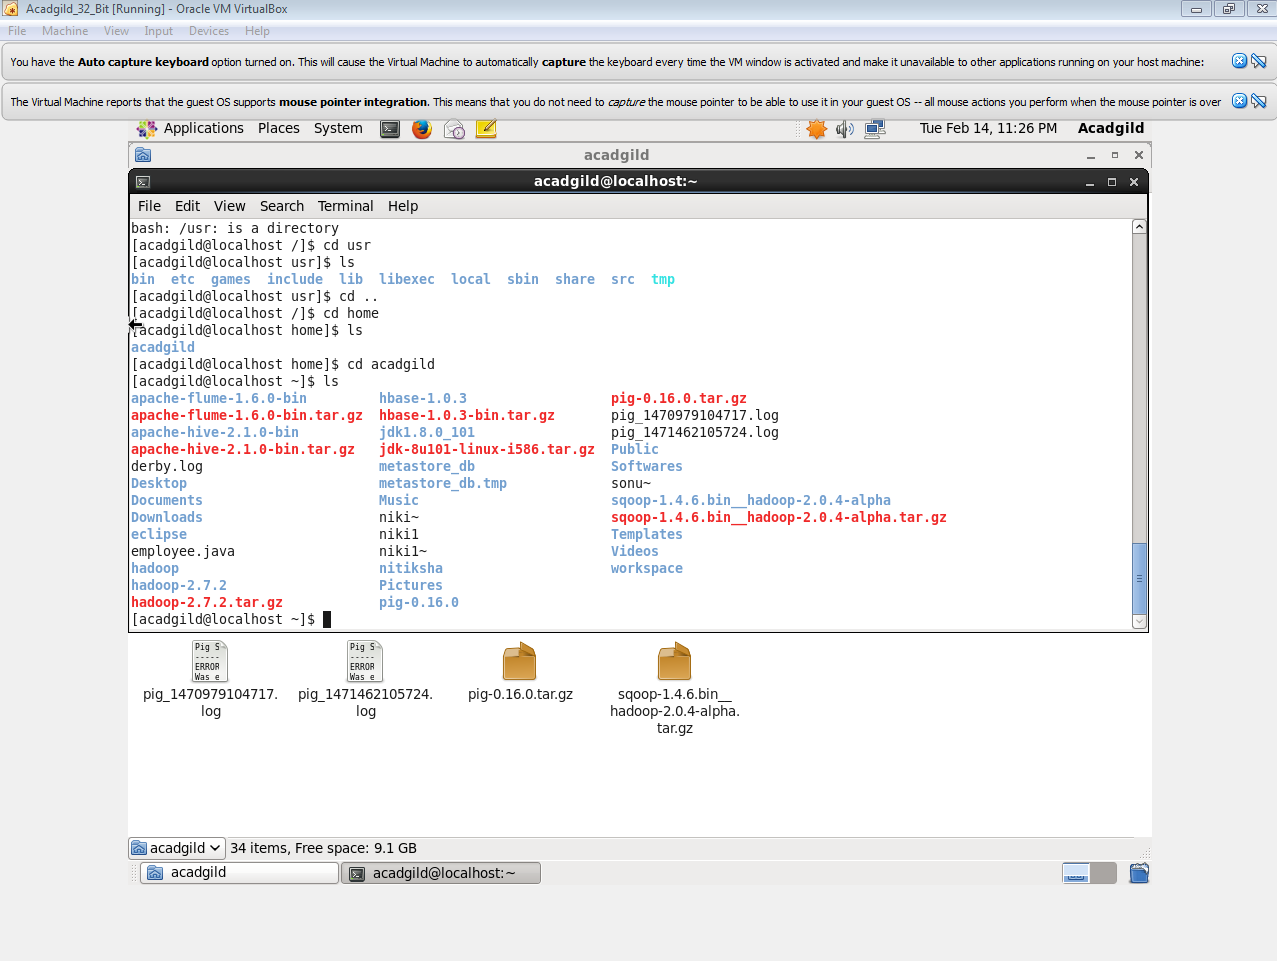 Acadgild_32_Bit [Running] - Oracle VM VirtualBox
File Machine View Input Devices Help
You have the Auto capture keyboard option turned on. This will cause the Virtual Machine to automatically capture the keyboard every time the VM window is activated and make it unavailable to other applications running on your host machine:
The Virtual Machine reports that the guest OS supports mouse pointer integration. This means that you do not need to capture the mouse pointer to be able to use it in your guest OS -- all mouse actions you perform when the mouse pointer is over
Applications Places System Tue Feb 14, 11:26 PM Acadgild
acadgild
acadgild@localhost:~
File Edit View Search Terminal Help
bash: /usr: is a directory
[acadgild@localhost /]$ cd usr
[acadgild@localhost usr]$ ls
bin etc games include lib libexec local sbin share src tmp
[acadgild@localhost usr]$ cd ..
[acadgild@localhost /]$ cd home
[acadgild@localhost home]$ ls
acadgild
[acadgild@localhost home]$ cd acadgild
[acadgild@localhost ~]$ ls
apache-flume-1.6.0-bin hbase-1.0.3 pig-0.16.0.tar.gz
apache-flume-1.6.0-bin.tar.gz hbase-1.0.3-bin.tar.gz pig_1470979104717.log
apache-hive-2.1.0-bin jdk1.8.0_101 pig_1471462105724.log
apache-hive-2.1.0-bin.tar.gz jdk-8u101-linux-i586.tar.gz Public
derby.log metastore_db Softwares
Desktop metastore_db.tmp sonu~
Documents Music sqoop-1.4.6.bin__hadoop-2.0.4-alpha
Downloads niki~ sqoop-1.4.6.bin__hadoop-2.0.4-alpha.tar.gz
eclipse niki1 Templates
employee.java niki1~ Videos
hadoop nitiksha workspace
hadoop-2.7.2 Pictures
hadoop-2.7.2.tar.gz pig-0.16.0
[acadgild@localhost ~]$
Pig S
-----
ERROR
Was e
Pig S
-----
ERROR
Was e
pig_1470979104717.
log
pig_1471462105724.
log
pig-0.16.0.tar.gz
sqoop-1.4.6.bin__
hadoop-2.0.4-alpha.
tar.gz
acadgild 34 items, Free space: 9.1 GB
acadgild acadgild@localhost:~